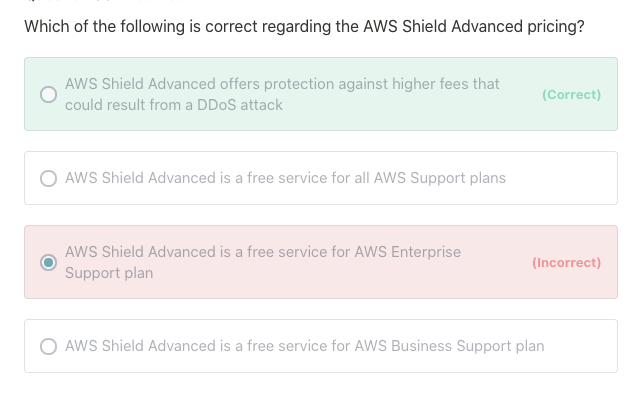 Which of the following is correct regarding the AWS Shield Advanced pricing?
AWS Shield Advanced offers protection against higher fees that
could result from a DDoS attack
(Correct)
AWS Shield Advanced is a free service for all AWS Support plans
AWS Shield Advanced is a free service for AWS Enterprise
Support plan
(Incorrect)
AWS Shield Advanced is a free service for AWS Business Support plan